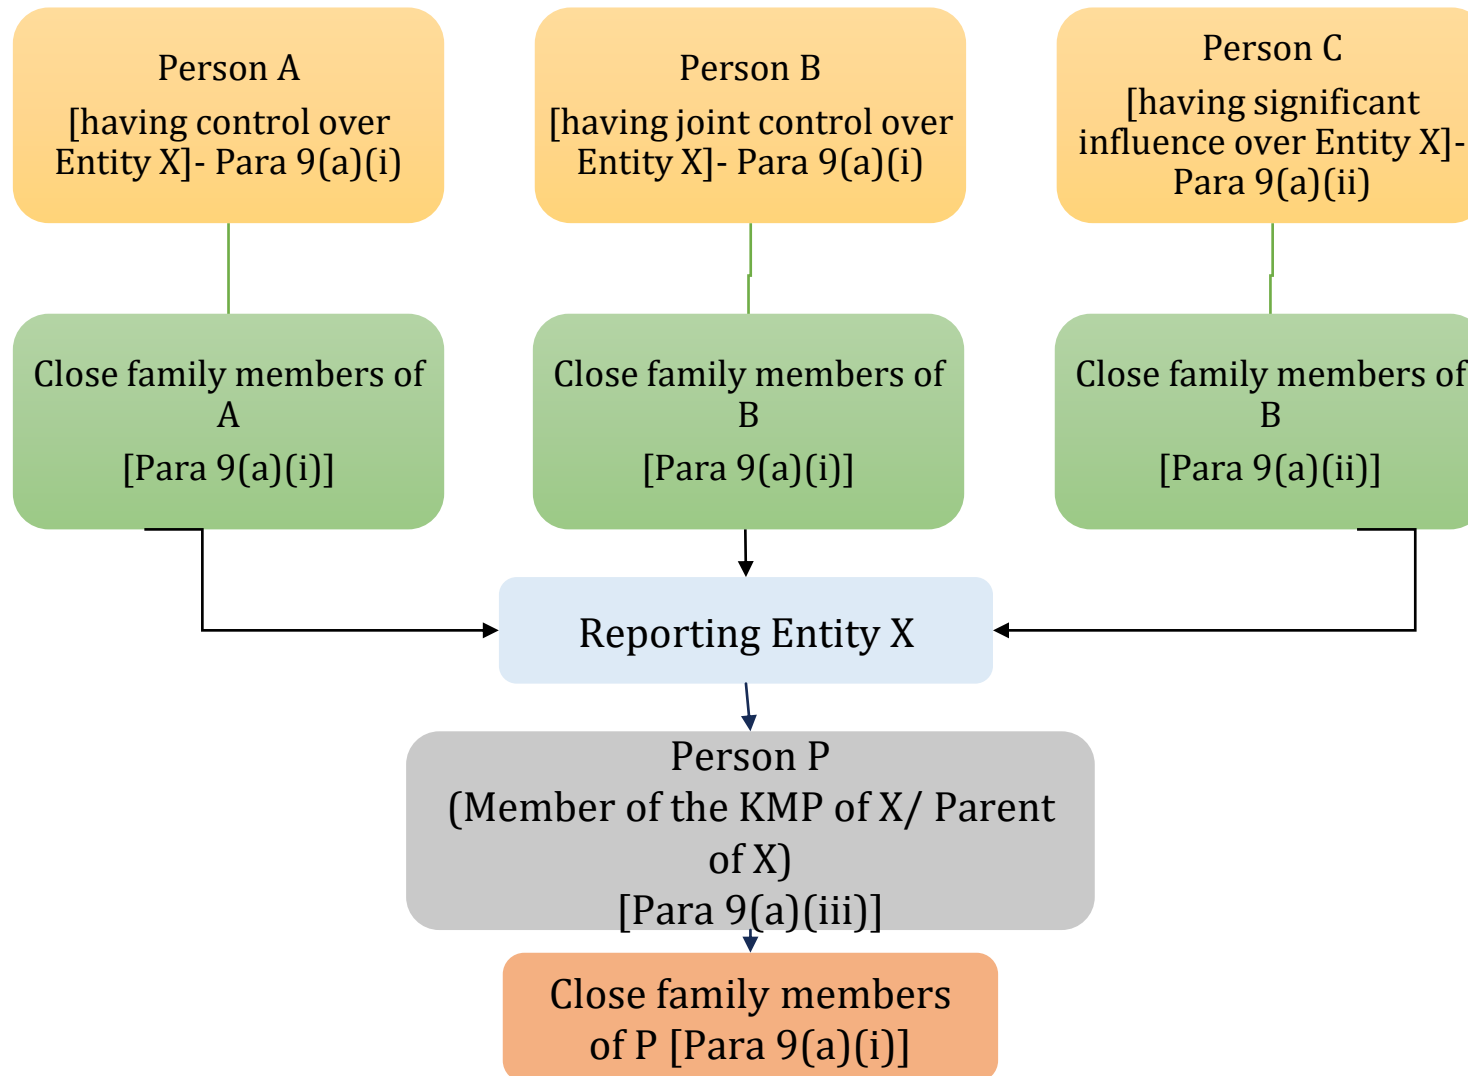 Person A
[having control over
Entity X]- Para 9(a)(i)
Person B
[having joint control over
Entity X]- Para 9(a)(i)
Person C
[having significant
influence over Entity X]-
Para 9(a)(ii)
Close family members of
A
[Para 9(a)(i)]
Close family members of
B
[Para 9(a)(i)]
Close family members of
B
[Para 9(a)(ii)]
Reporting Entity X
Person P
(Member of the KMP of X/ Parent
of X)
[Para 9(a)(iii)]
Close family members
of P [Para 9(a)(i)]